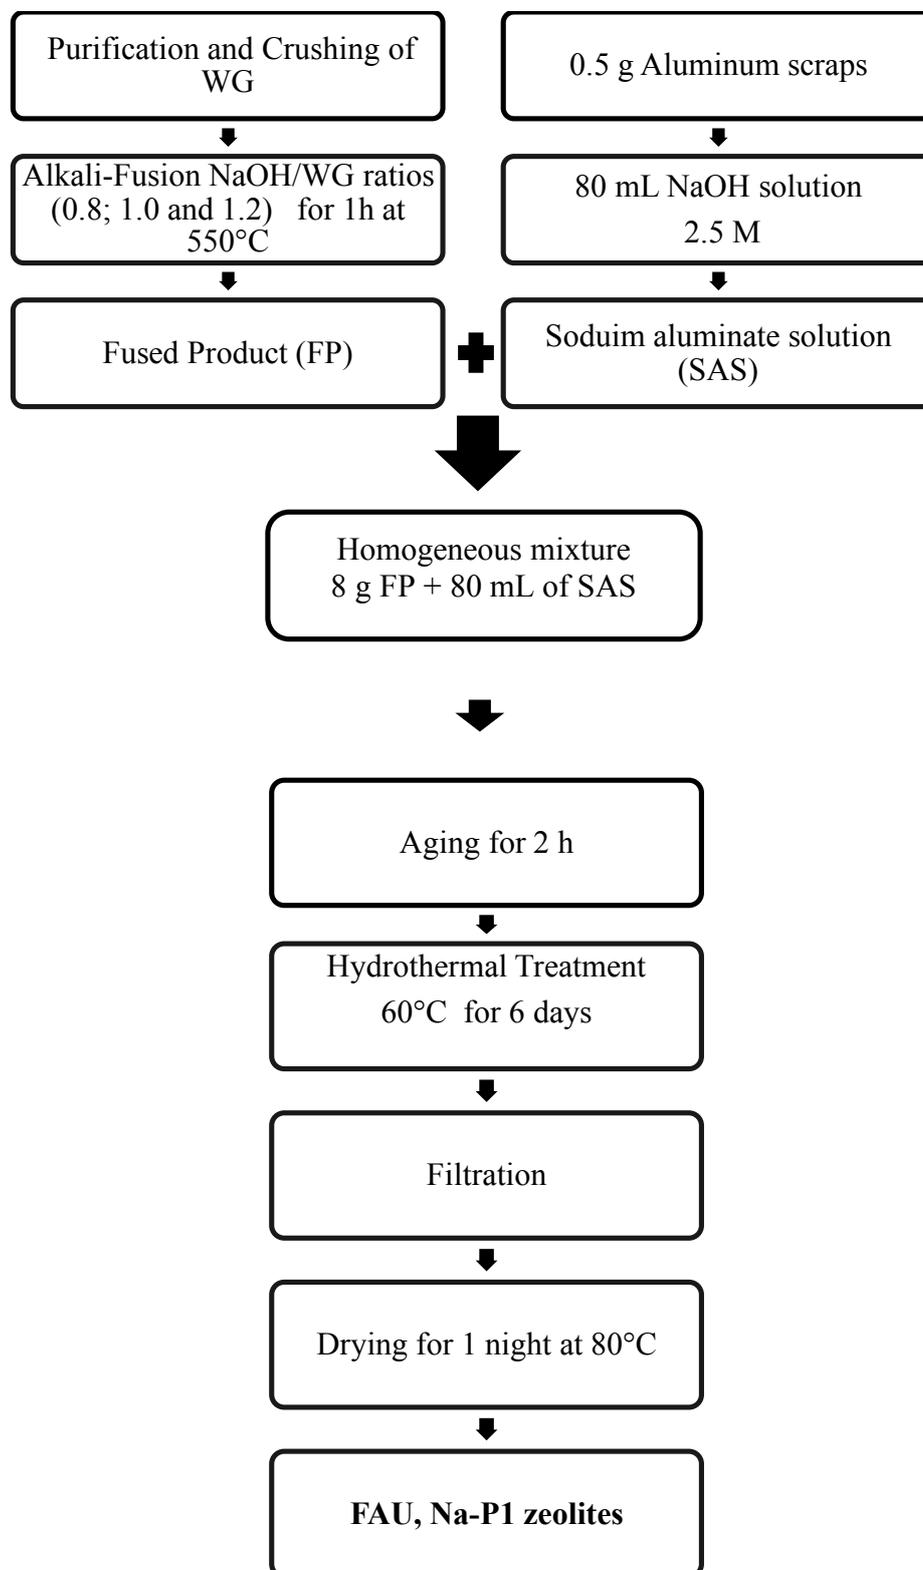 Purification and Crushing of
WG
0.5 g Aluminum scraps
Alkali-Fusion NaOH/WG ratios
(0.8; 1.0 and 1.2) for 1h at
550°C
80 mL NaOH solution
2.5 M
Fused Product (FP)
Soduim aluminate solution
(SAS)
Homogeneous mixture
8 g FP + 80 mL of SAS
Aging for 2 h
Hydrothermal Treatment
60°C for 6 days
Filtration
Drying for 1 night at 80°C
FAU, Na-P1 zeolites